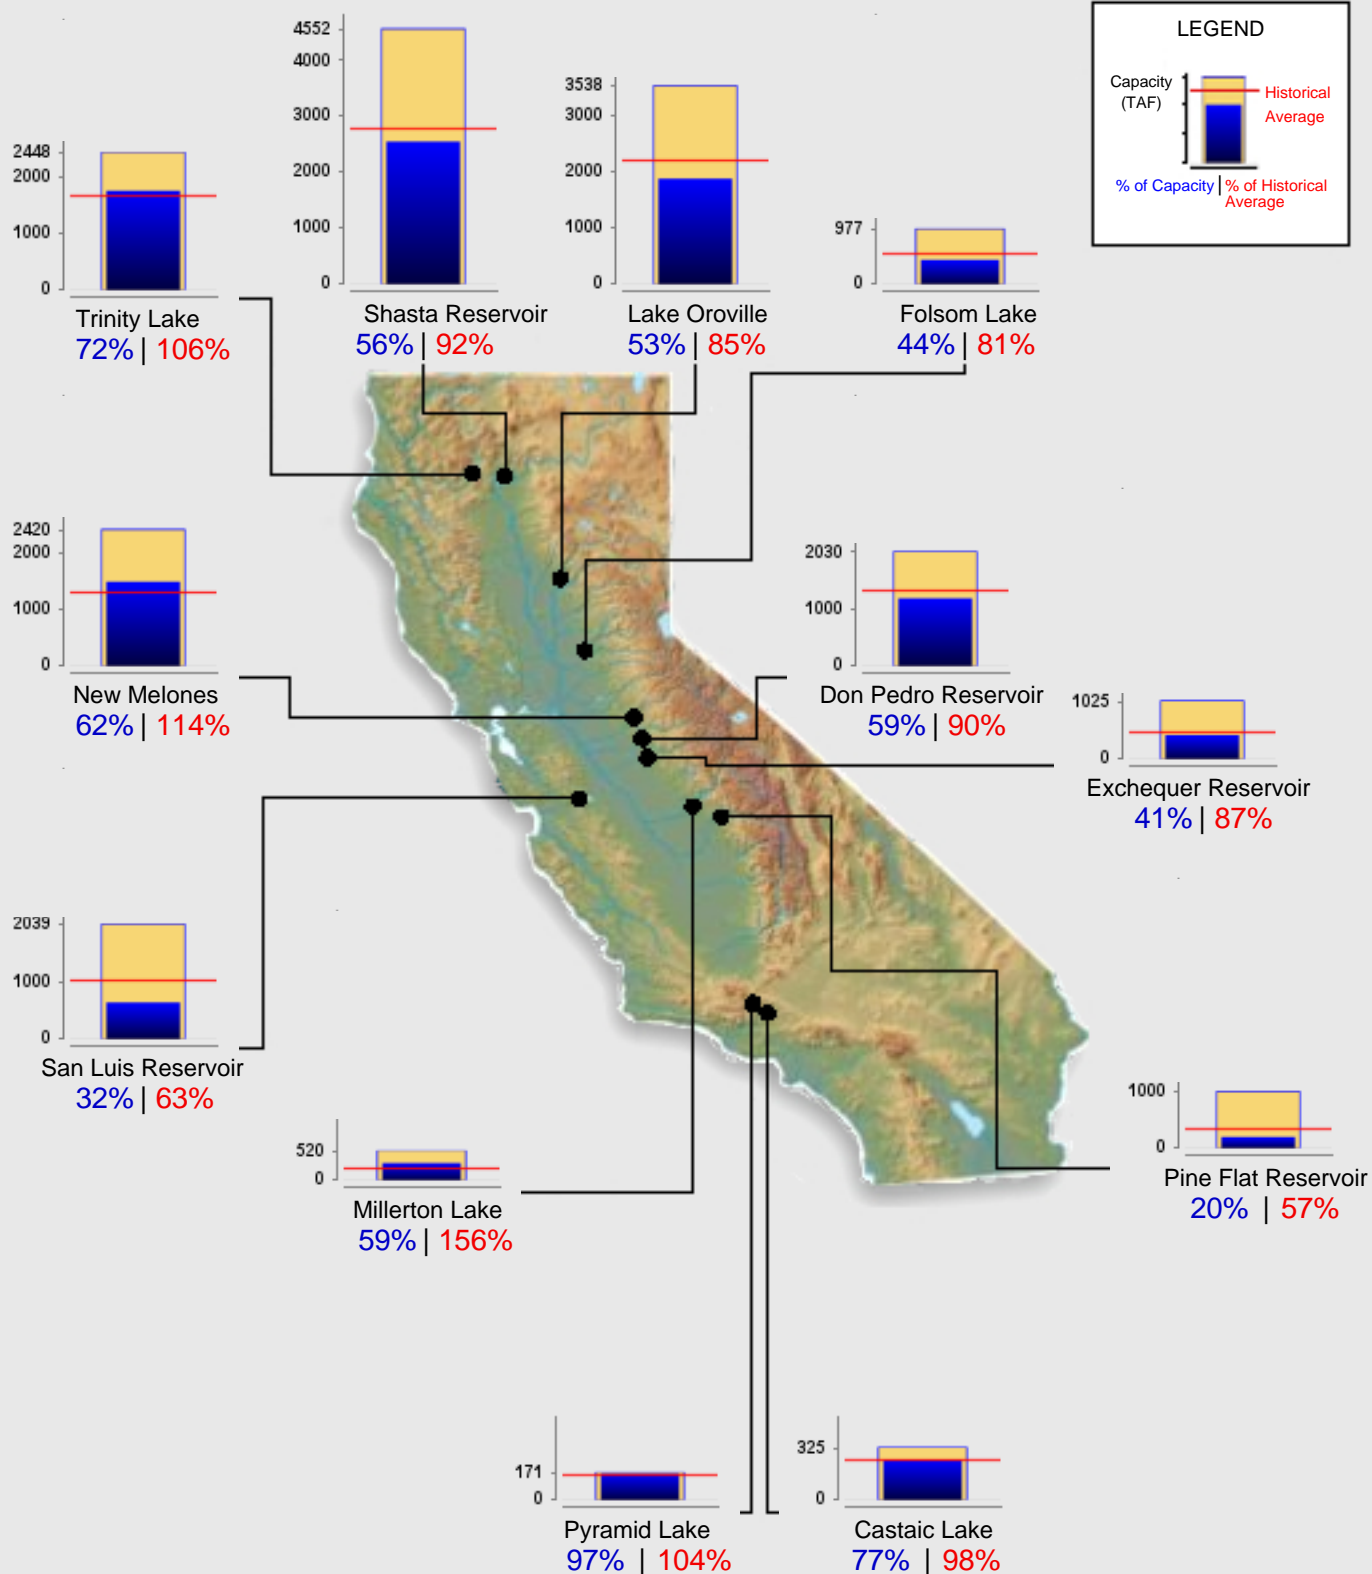 LEGEND
Capacity
(TAF)
Historical
Average
% of Capacity | % of Historical
Average
4552
4000
3000
2000
1000
0
Shasta Reservoir
56% | 92%
3538
3000
2000
1000
0
Lake Oroville
53% | 85%
2448
2000
1000
0
Trinity Lake
72% | 106%
977
0
Folsom Lake
44% | 81%
2420
2000
1000
0
New Melones
62% | 114%
2030
1000
0
Don Pedro Reservoir
59% | 90%
1025
0
Exchequer Reservoir
41% | 87%
2039
1000
0
San Luis Reservoir
32% | 63%
520
0
Millerton Lake
59% | 156%
1000
0
Pine Flat Reservoir
20% | 57%
171
0
Pyramid Lake
97% | 104%
325
0
Castaic Lake
77% | 98%